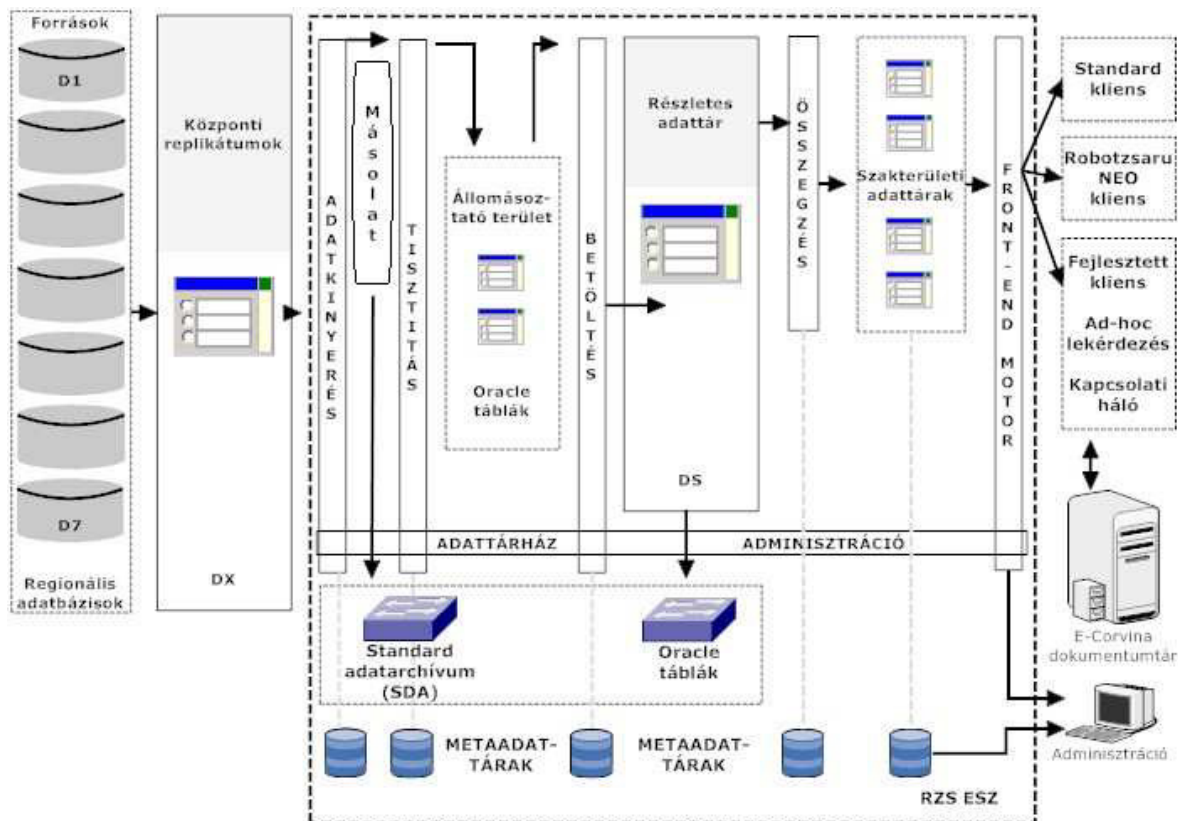 Források
D1
D7
Regionális
adatbázisok
Központi
replikátumok
DX
ADATKINYERÉS
Másolat
TISZTITÁS
Állomásoz-
tató terület
Oracle
táblák
BETÖLTÉS
Részletes
adattár
DS
ÖSSZEGZÉS
Szakterületi
adattárak
FRONT-END MOTOR
Standard
kliens
Robotzsaru
NEO
kliens
Fejlesztett
kliens
Ad-hoc
lekérdezés
Kapcsolati
háló
E-Corvina
dokumentumtár
ADATTÁRHÁZ ADMINISZTRÁCIÓ
Standard
adatarchívum
(SDA)
Oracle
táblák
METAADAT-
TÁRAK
METAADAT-
TÁRAK
Adminisztráció
RZS ESZ